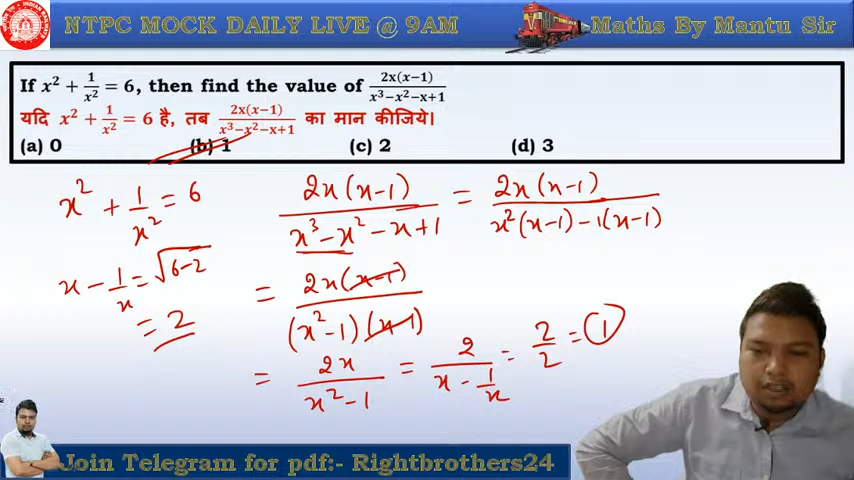 NTPC MOCK DAILY LIVE @ 9AM
Maths By Mantu Sir
If x² + 1/x² = 6, then find the value of 2x(x−1)/x³−x²−x+1
यदि x² + 1/x² = 6 है, तब 2x(x−1)/x³−x²−x+1 का मान कीजिये।
(a) 0 (b) 1 (c) 2 (d) 3
x² + 1/x² = 6
x − 1/x = √6−2
= 2
2x(x−1)/x³−x²−x+1 = 2x(x−1)/x²(x−1)−1(x−1)
= 2x(x−1)/(x²−1)(x−1)
= 2x/x²−1 = 2/x−1/x = 2/2 = 1
Join Telegram for pdf:- Rightbrothers24